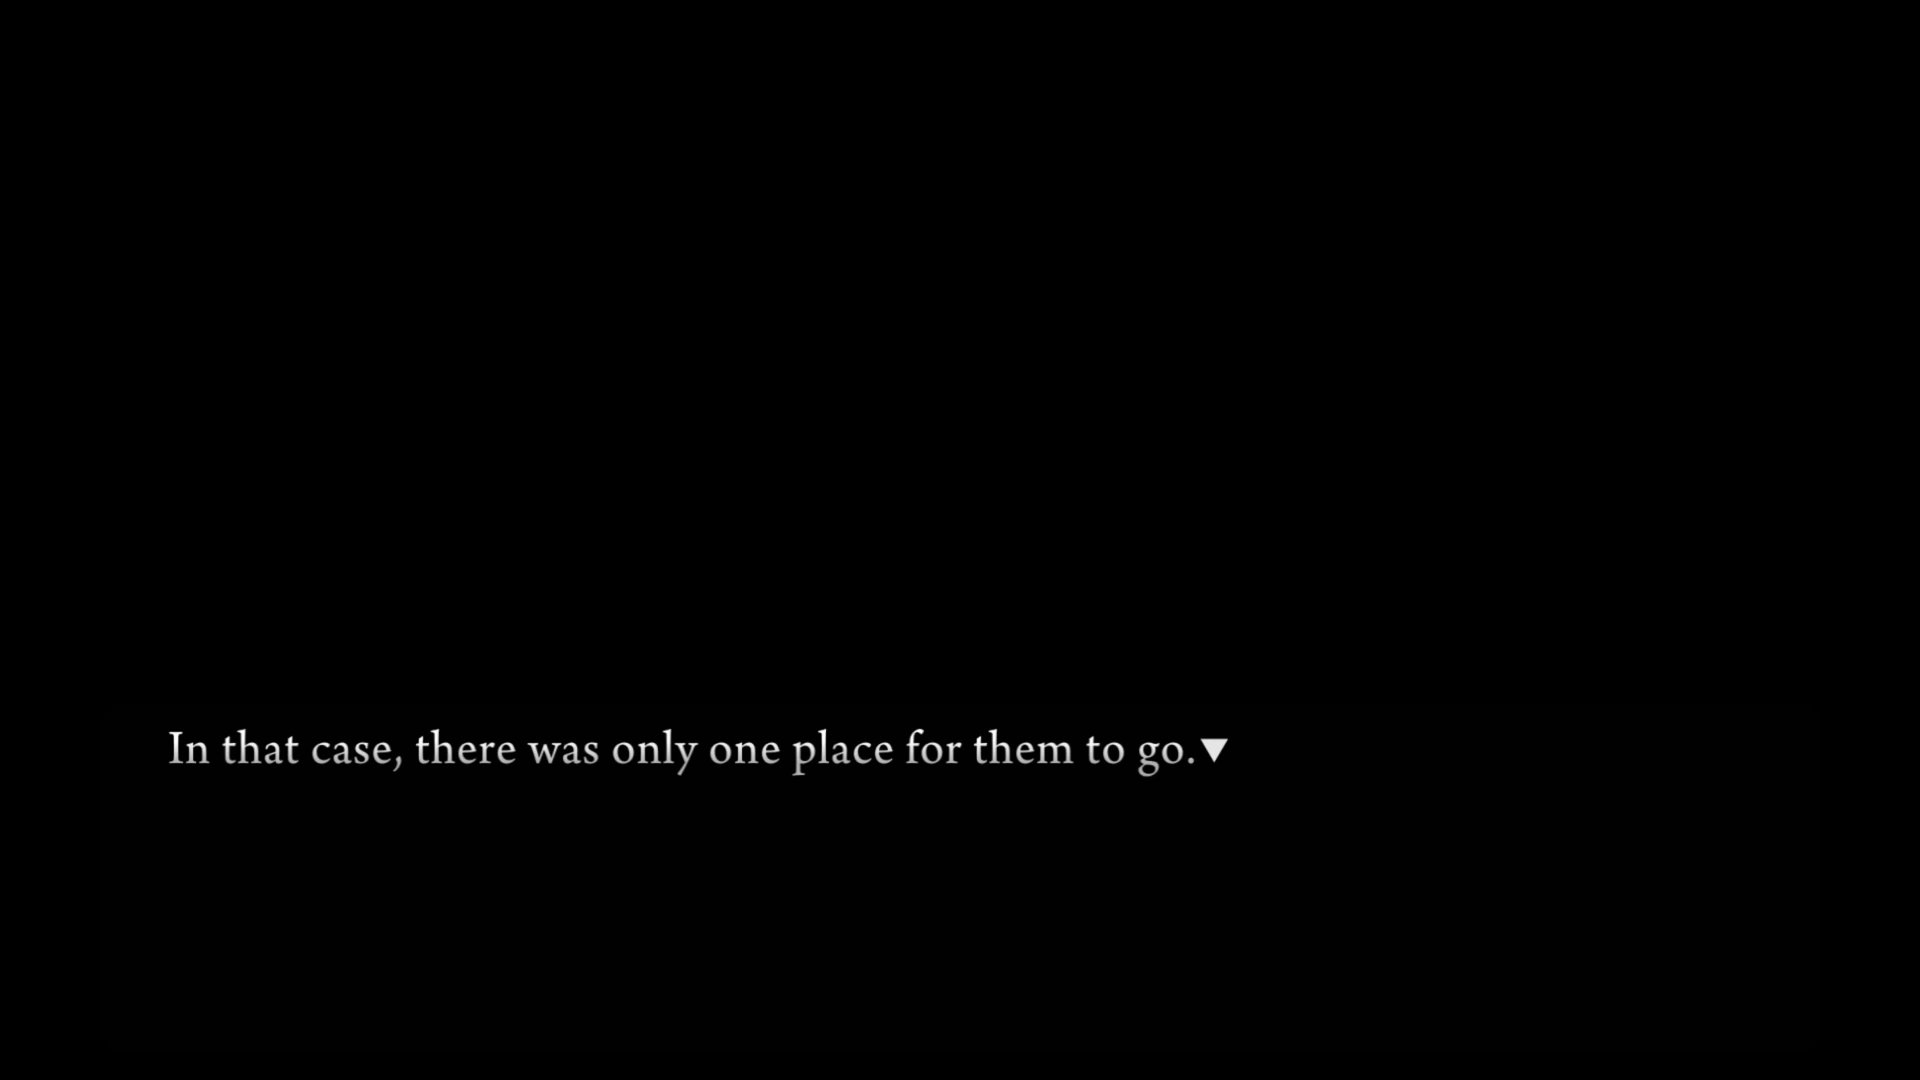 In that case, there was only one place for them to go.▼